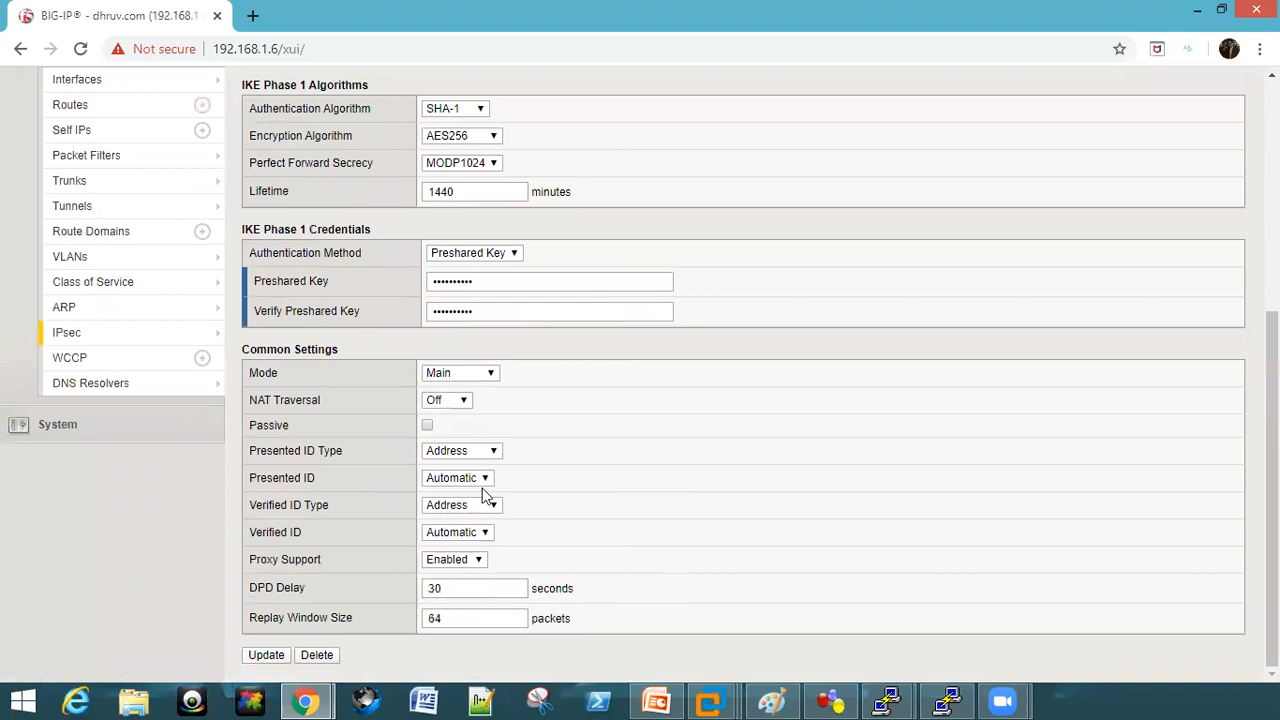 BIG-IP® - dhruv.com (192.168.1
Not secure
192.168.1.6/xui/
Interfaces
Routes
Self IPs
Packet Filters
Trunks
Tunnels
Route Domains
VLANs
Class of Service
ARP
IPsec
WCCP
DNS Resolvers
System
IKE Phase 1 Algorithms
Authentication Algorithm SHA-1
Encryption Algorithm AES256
Perfect Forward Secrecy MODP1024
Lifetime 1440 minutes
IKE Phase 1 Credentials
Authentication Method Preshared Key
Preshared Key ••••••••••
Verify Preshared Key ••••••••••
Common Settings
Mode Main
NAT Traversal Off
Passive
Presented ID Type Address
Presented ID Automatic
Verified ID Type Address
Verified ID Automatic
Proxy Support Enabled
DPD Delay 30 seconds
Replay Window Size 64 packets
Update Delete